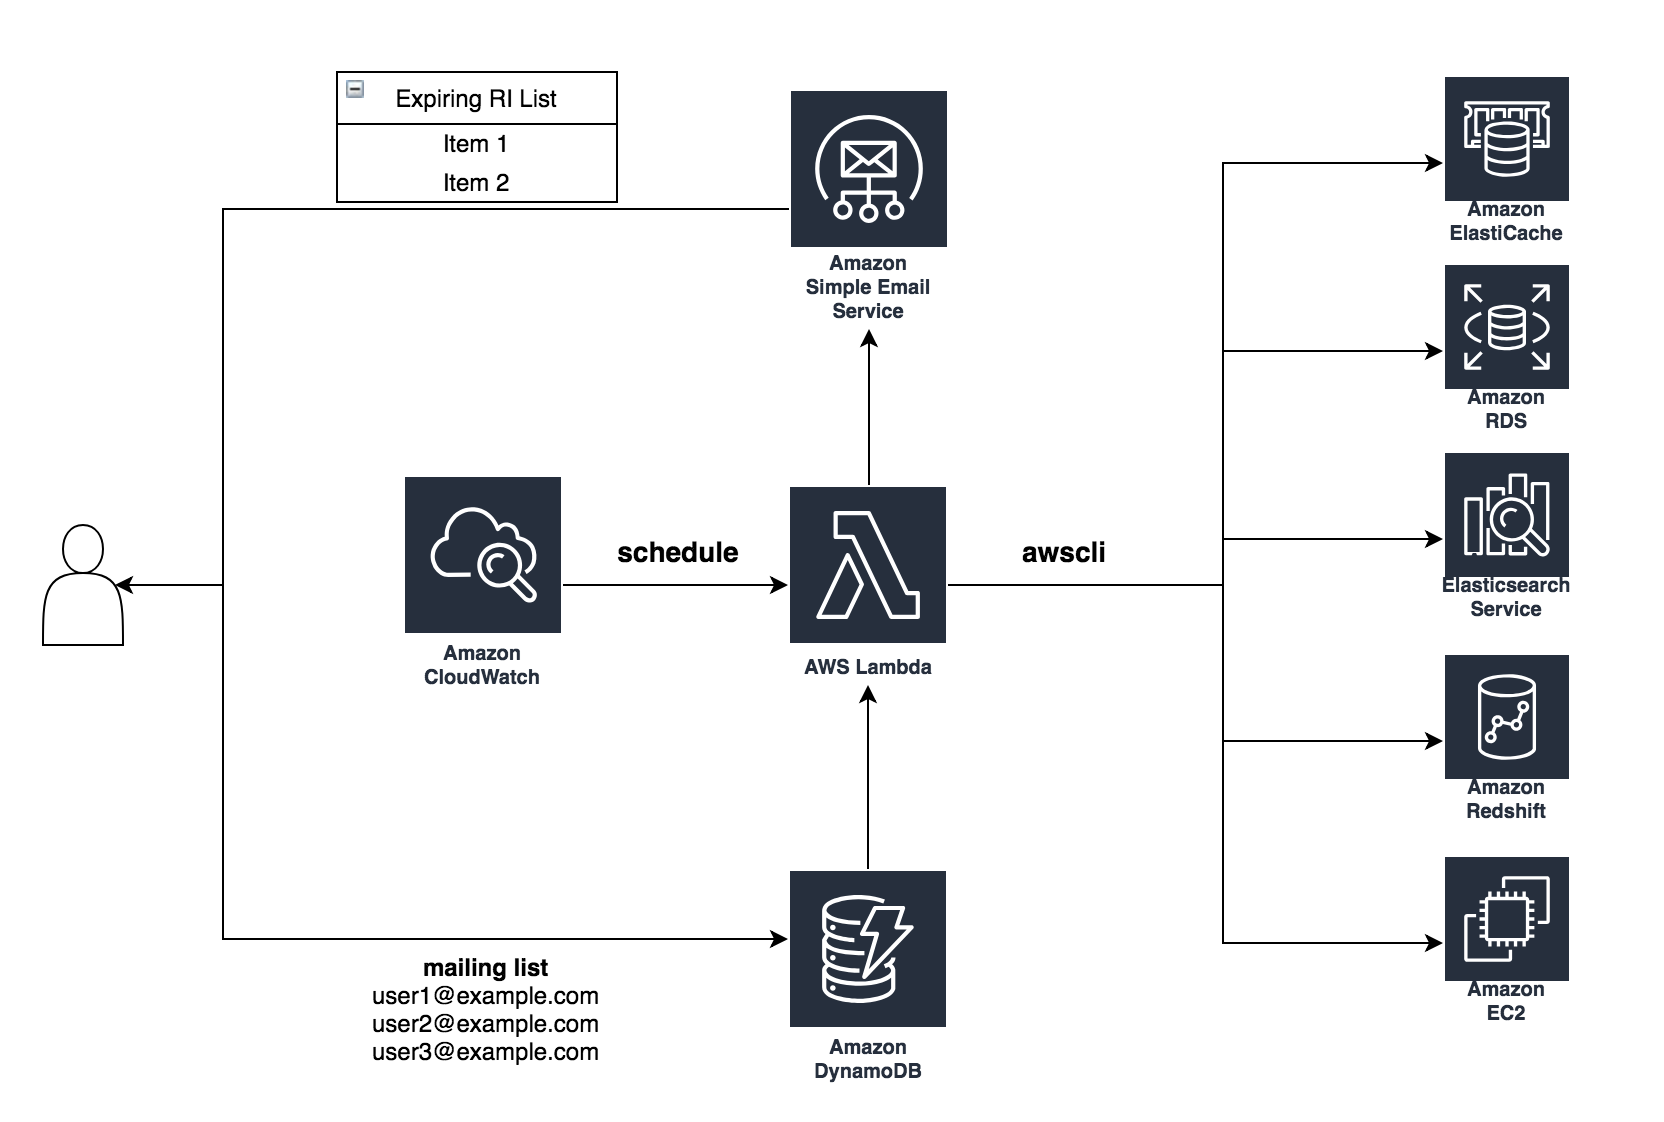 Expiring RI List
Item 1
Item 2
Amazon
Simple Email
Service
Amazon
ElastiCache
Amazon
RDS
schedule
awscli
Elasticsearch
Service
Amazon
CloudWatch
AWS Lambda
Amazon
Redshift
mailing list
user1@example.com
user2@example.com
user3@example.com
Amazon
DynamoDB
Amazon
EC2